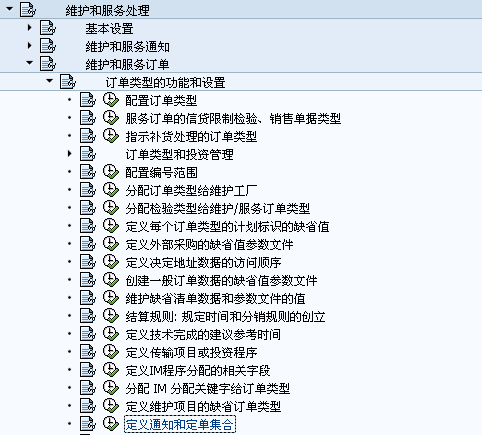 维护和服务处理
基本设置
维护和服务通知
维护和服务订单
订单类型的功能和设置
配置订单类型
服务订单的信贷限制检验、销售单据类型
指示补货处理的订单类型
订单类型和投资管理
配置编号范围
分配订单类型给维护工厂
分配检验类型给维护/服务订单类型
定义每个订单类型的计划标识的缺省值
定义外部采购的缺省值参数文件
定义决定地址数据的访问顺序
创建一般订单数据的缺省值参数文件
维护缺省清单数据和参数文件的值
结算规则: 规定时间和分销规则的创立
定义技术完成的建议参考时间
定义传输项目或投资程序
定义IM程序分配的相关字段
分配 IM 分配关键字给订单类型
定义维护项目的缺省订单类型
定义通知和定单集合